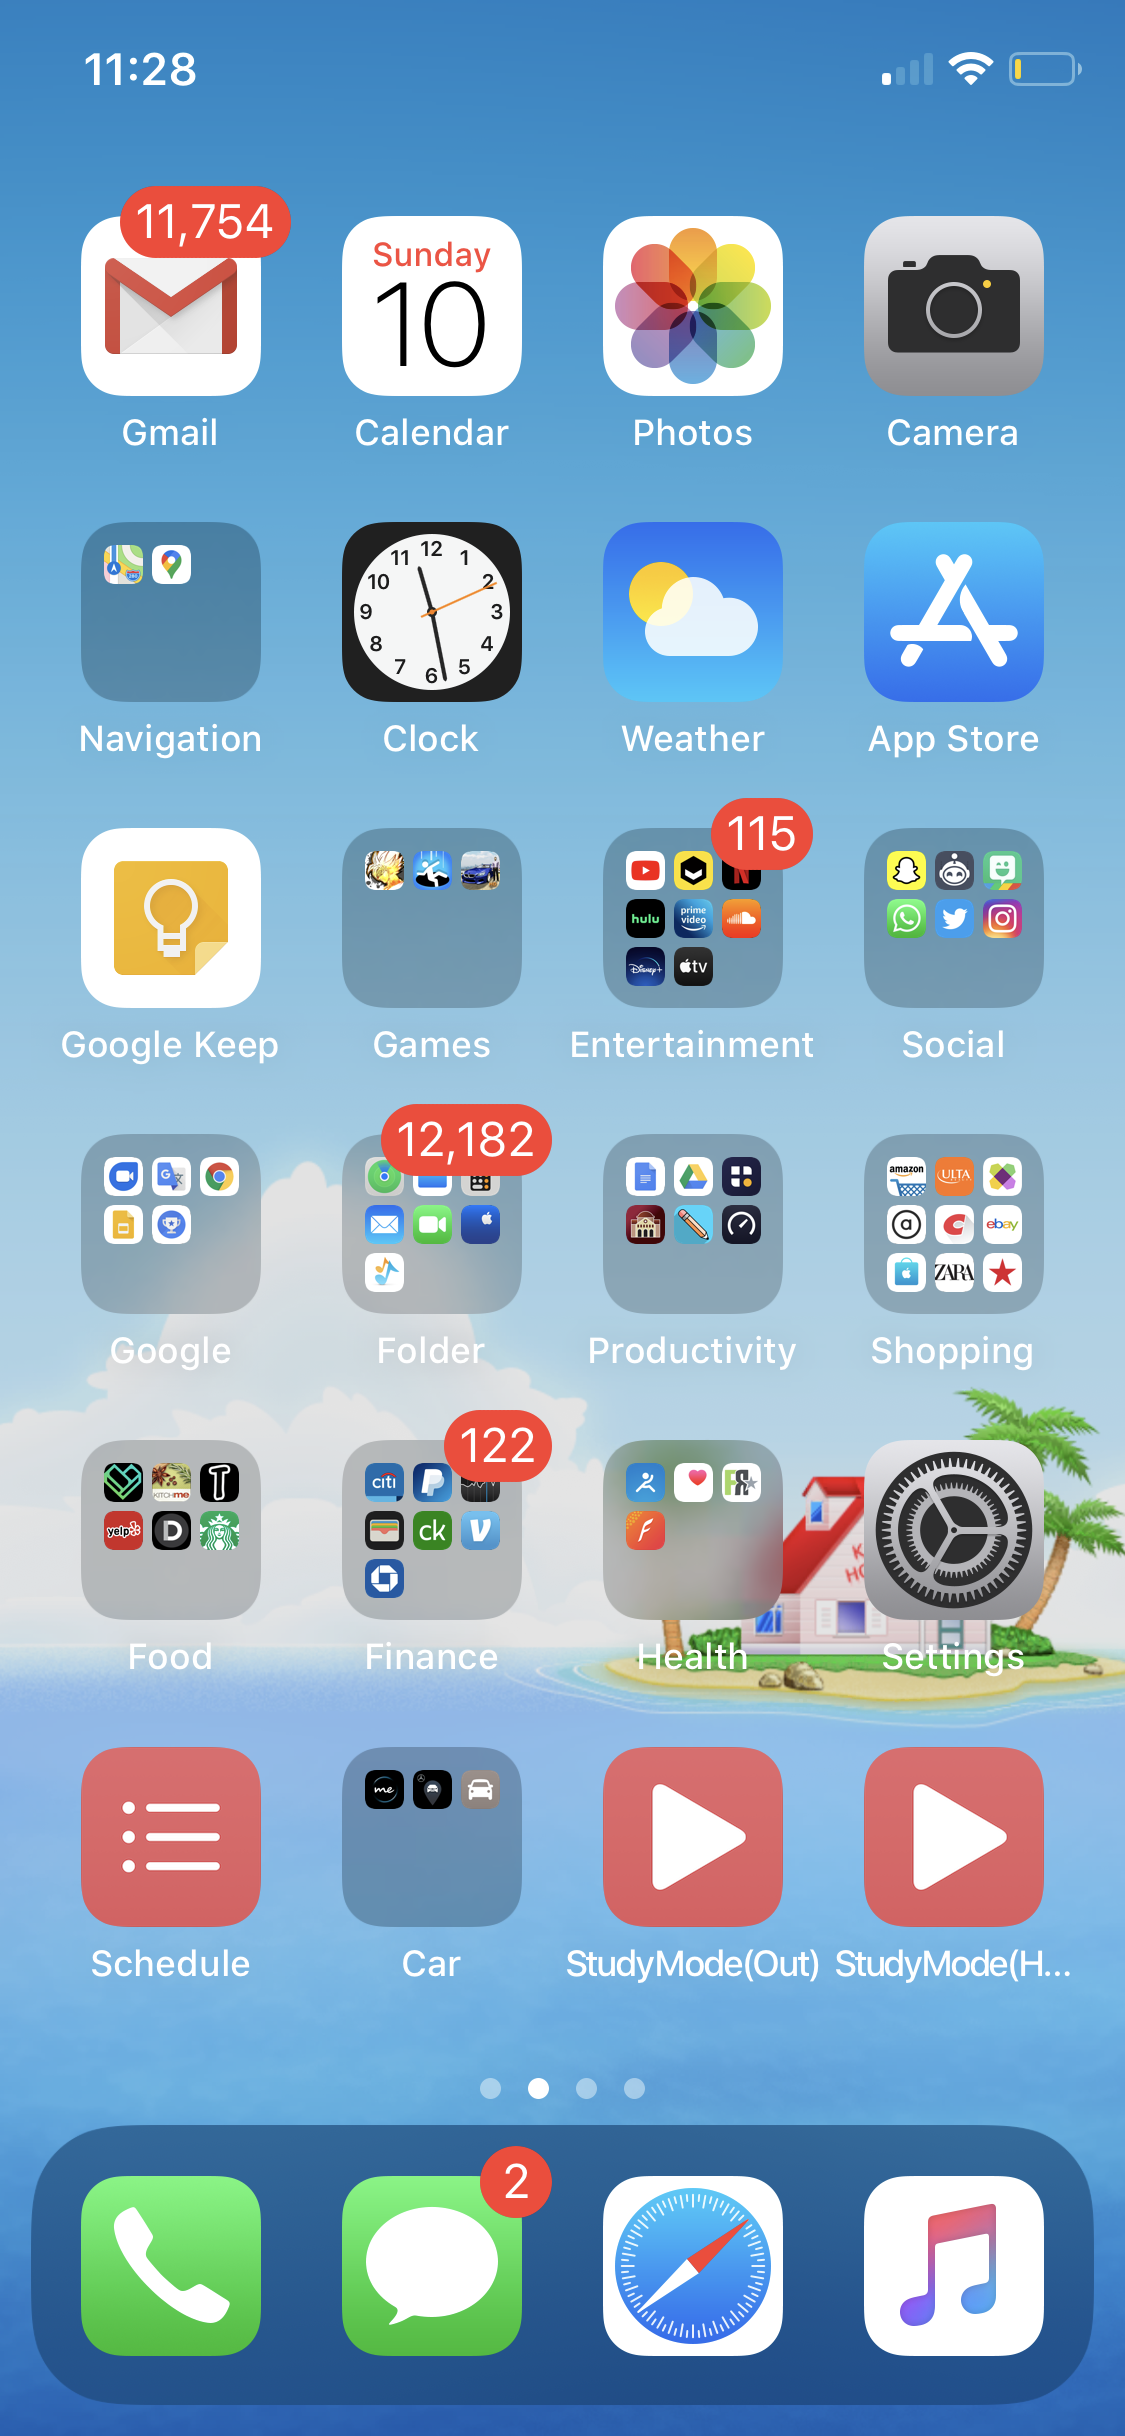 11:28
11,754
Sunday
10
Gmail
Calendar
Photos
Camera
11 12 1
10 2
9 3
8 4
7 6 5
Navigation
Clock
Weather
App Store
115
hulu
prime video
Disney+
tv
Google Keep
Games
Entertainment
Social
12,182
amazon
ULTA
a
ebay
ZARA
Google
Folder
Productivity
Shopping
122
citi
KITCHme
T
yelp
D
ck
K
HO
Food
Finance
Health
Settings
me
Schedule
Car
StudyMode(Out)
StudyMode(H...
2